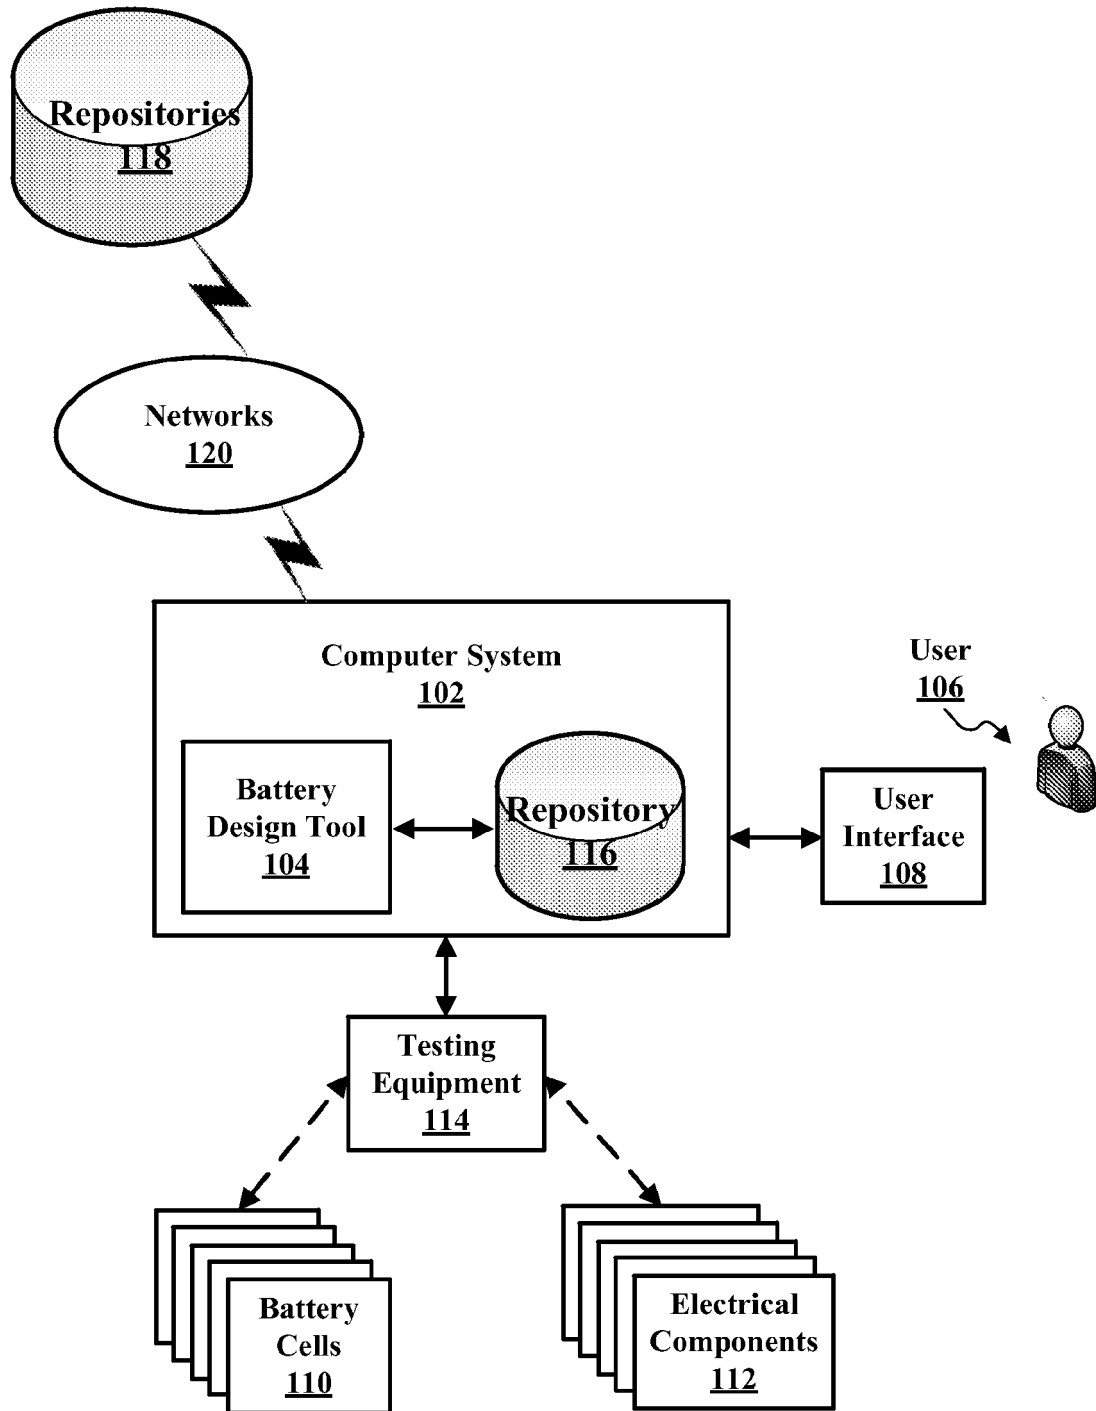 Repositories
118
Networks
120
Computer System
102
User
106
Battery
Design Tool
104
Repository
116
User
Interface
108
Testing
Equipment
114
Battery
Cells
110
Electrical
Components
112